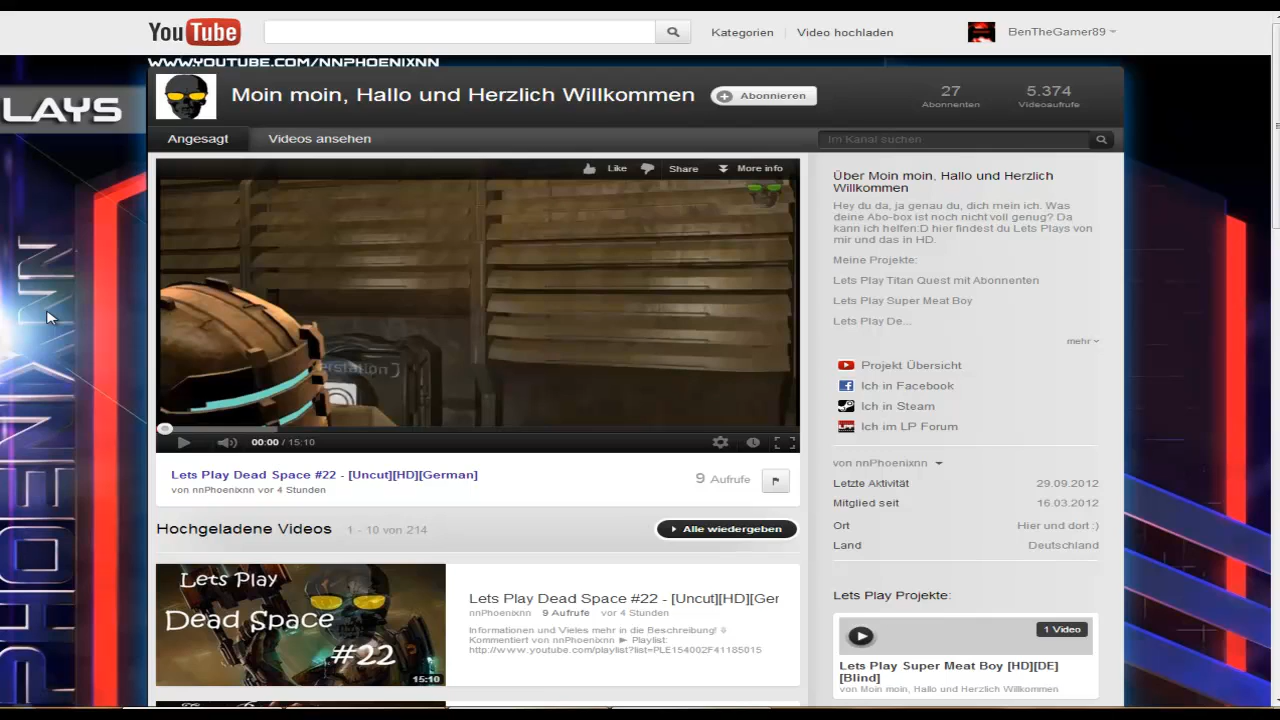 YouTube
Kategorien
Video hochladen
BenTheGamer89
WWW.YOUTUBE.COM/NNPHOENIXNN
LAYS
Moin moin, Hallo und Herzlich Willkommen
Abonnieren
27
Abonnenten
5.374
Videoaufrufe
Angesagt
Videos ansehen
Im Kanal suchen
Like
Share
More info
00:00 / 15:10
Lets Play Dead Space #22 - [Uncut][HD][German]
von nnPhoenixnn vor 4 Stunden
9 Aufrufe
Hochgeladene Videos
1 - 10 von 214
Alle wiedergeben
Lets Play
Dead Space
#22
15:10
Lets Play Dead Space #22 - [Uncut][HD][Ger
nnPhoenixnn 9 Aufrufe vor 4 Stunden
Informationen und Vieles mehr in die Beschreibung! ⇩
Kommentiert von nnPhoenixnn ► Playlist:
http://www.youtube.com/playlist?list=PLE154002F41185015
Über Moin moin, Hallo und Herzlich
Willkommen
Hey du da, ja genau du, dich mein ich. Was
deine Abo-box ist noch nicht voll genug? Da
kann ich helfen:D hier findest du Lets Plays von
mir und das in HD.
Meine Projekte:
Lets Play Titan Quest mit Abonnenten
Lets Play Super Meat Boy
Lets Play De...
mehr
Projekt Übersicht
Ich in Facebook
Ich in Steam
Ich im LP Forum
von nnPhoenixnn
Letzte Aktivität 29.09.2012
Mitglied seit 16.03.2012
Ort Hier und dort :)
Land Deutschland
Lets Play Projekte:
1 Video
Lets Play Super Meat Boy [HD][DE]
[Blind]
von Moin moin, Hallo und Herzlich Willkommen